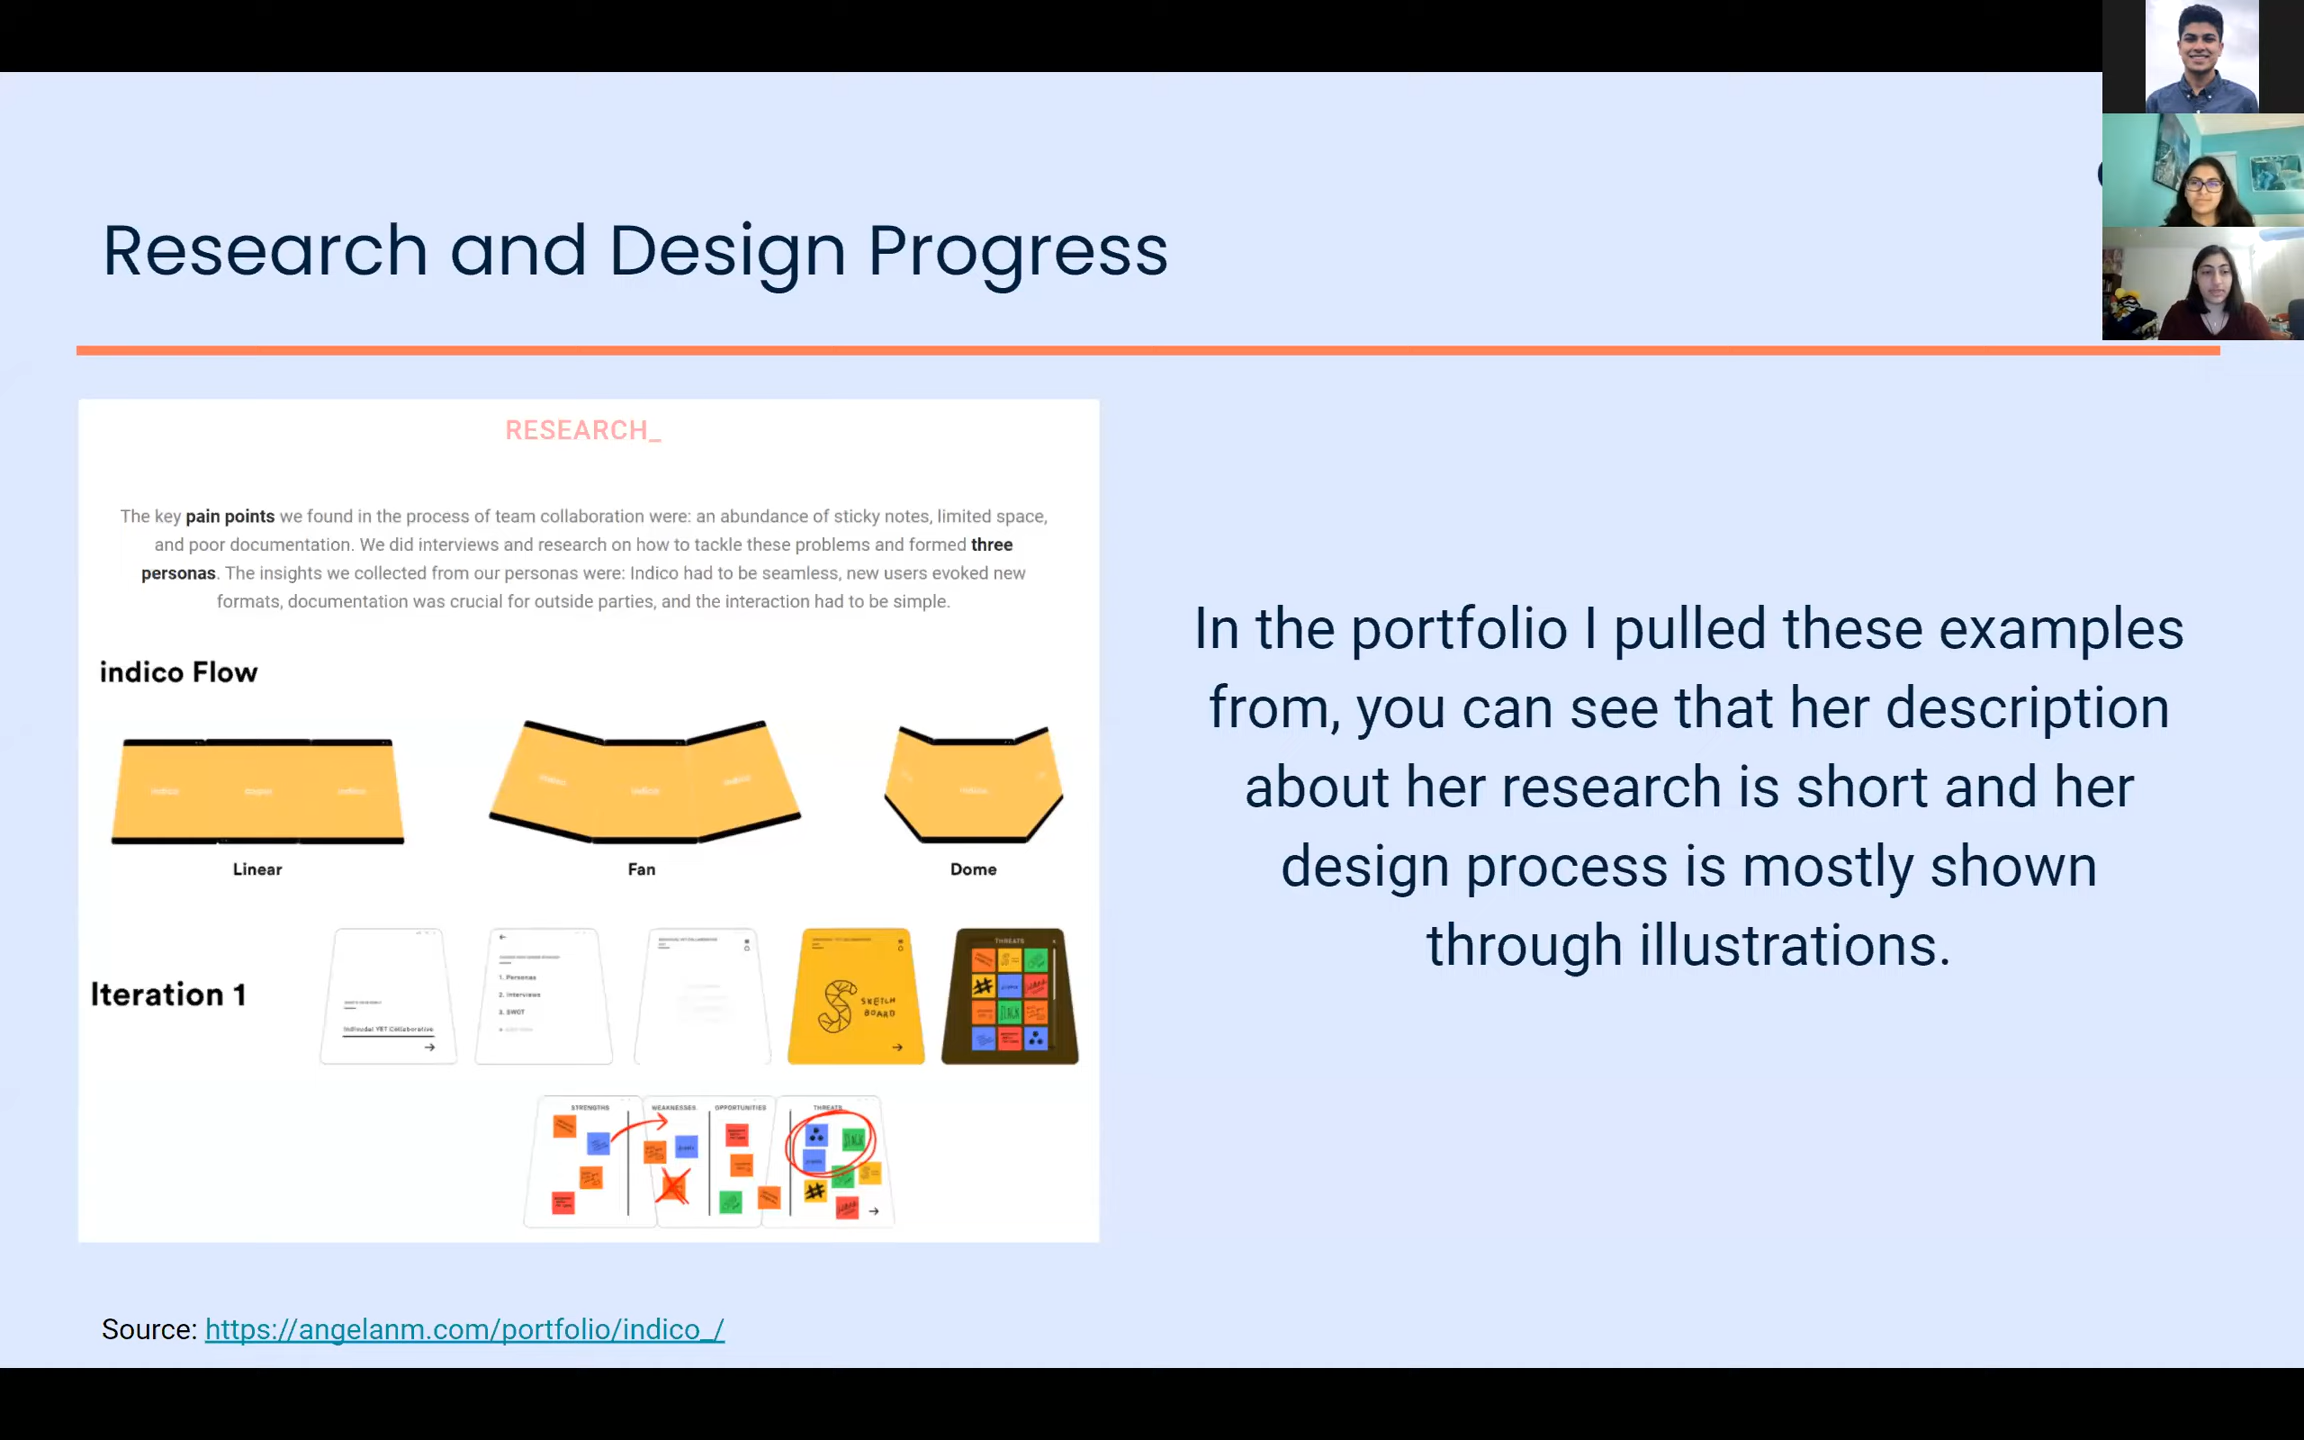 Research and Design Progress
RESEARCH_
The key pain points we found in the process of team collaboration were: an abundance of sticky notes, limited space,
and poor documentation. We did interviews and research on how to tackle these problems and formed three
personas. The insights we collected from our personas were: Indico had to be seamless, new users evoked new
formats, documentation was crucial for outside parties, and the interaction had to be simple.
indico Flow
indico
indico
indico
Linear
Fan
Dome
Iteration 1
Individual YET Collaborative
1. Personas
2. Interviews
3. SWOT
SKETCH
BOARD
THREATS
STRENGTHS
WEAKNESSES
OPPORTUNITIES
THREATS
In the portfolio I pulled these examples
from, you can see that her description
about her research is short and her
design process is mostly shown
through illustrations.
Source: https://angelanm.com/portfolio/indico_/